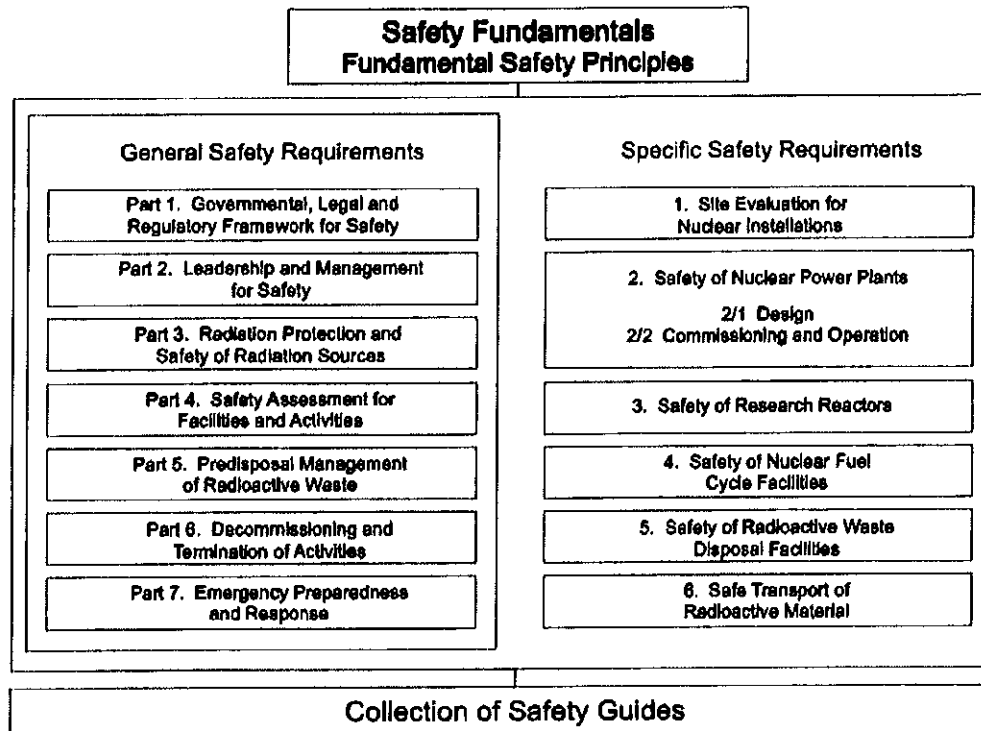 Safety Fundamentals
Fundamental Safety Principles
General Safety Requirements
Part 1. Governmental, Legal and
Regulatory Framework for Safety
Part 2. Leadership and Management
for Safety
Part 3. Radiation Protection and
Safety of Radiation Sources
Part 4. Safety Assessment for
Facilities and Activities
Part 5. Predisposal Management
of Radioactive Waste
Part 6. Decommissioning and
Termination of Activities
Part 7. Emergency Preparedness
and Response
Specific Safety Requirements
1. Site Evaluation for
Nuclear Installations
2. Safety of Nuclear Power Plants
2/1 Design
2/2 Commissioning and Operation
3. Safety of Research Reactors
4. Safety of Nuclear Fuel
Cycle Facilities
5. Safety of Radioactive Waste
Disposal Facilities
6. Safe Transport of
Radioactive Material
Collection of Safety Guides